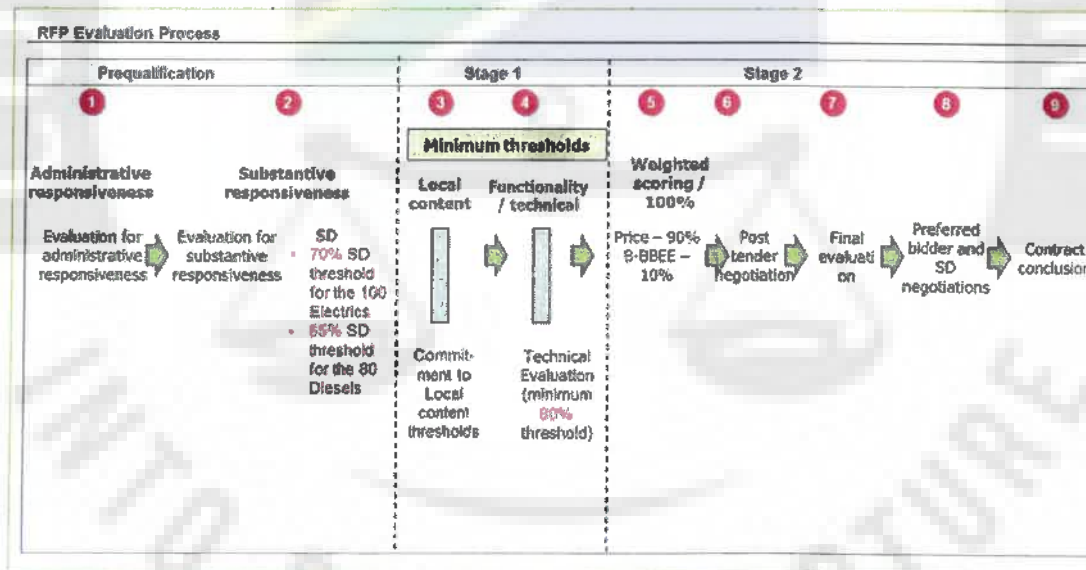 RFP Evaluation Process
Prequalification
Stage 1
Stage 2
1
2
3
4
5
6
7
8
9
Minimum thresholds
Administrative
responsiveness
Substantive
responsiveness
Local
content
Functionality
/ technical
Weighted
scoring /
100%
Evaluation for
administrative
responsiveness
Evaluation for
substantive
responsiveness
SD
• 70% SD
threshold
for the 100
Electrics
• 65% SD
threshold
for the 80
Diesels
Commit-
ment to
Local
content
thresholds
Technical
Evaluation
(minimum
80%
threshold)
Price – 90%
B-BBEE –
10%
Post
tender
negotiation
Final
evaluati
on
Preferred
bidder and
SD
negotiations
Contract
conclusion
INTO
TURE